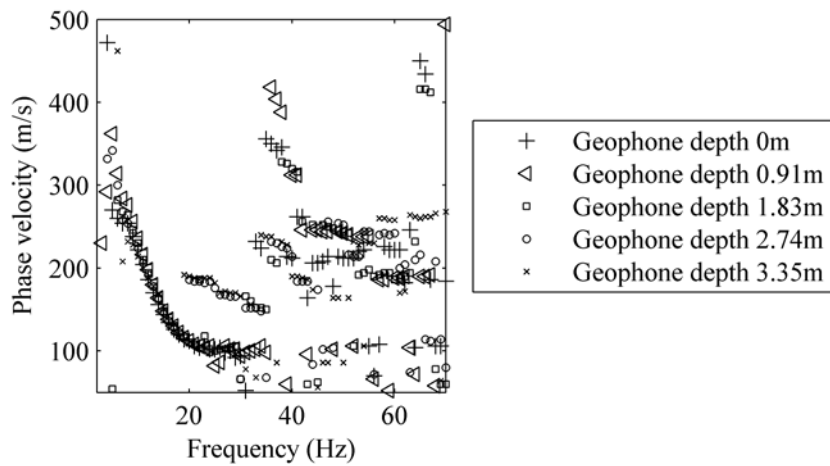 500
400
300
200
100
Phase velocity (m/s)
20
40
60
Frequency (Hz)
Geophone depth 0m
Geophone depth 0.91m
Geophone depth 1.83m
Geophone depth 2.74m
Geophone depth 3.35m